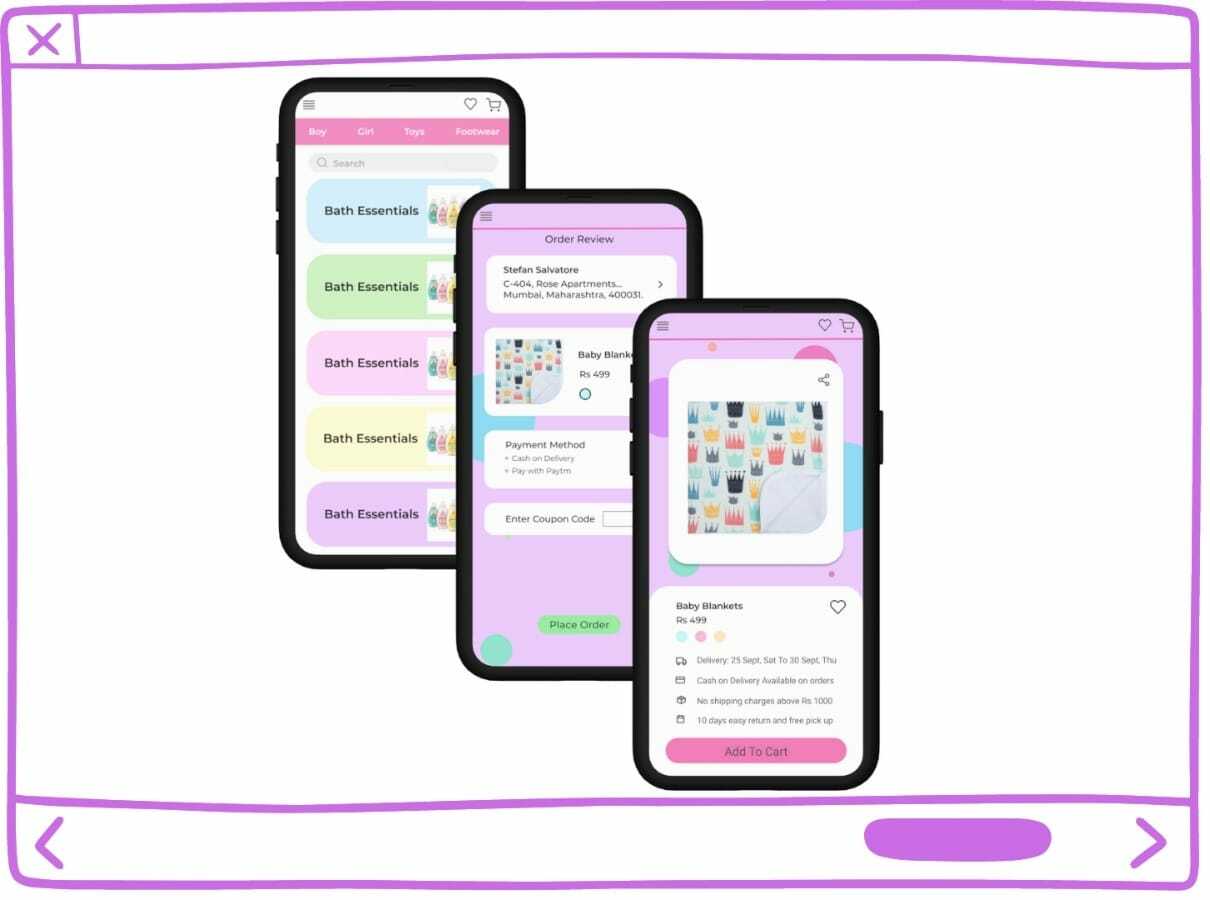 Boy Girl Toys Footwear
Search
Bath Essentials
Bath Essentials
Bath Essentials
Bath Essentials
Bath Essentials
Order Review
Stefan Salvatore
C-404, Rose Apartments...
Mumbai, Maharashtra, 400031.
Baby Blanke
Rs 499
Payment Method
+ Cash on Delivery
+ Pay with Paytm
Enter Coupon Code
Place Order
Baby Blankets
Rs 499
Delivery: 25 Sept, Sat To 30 Sept, Thu
Cash on Delivery Available on orders
No shipping charges above Rs 1000
10 days easy return and free pick up
Add To Cart